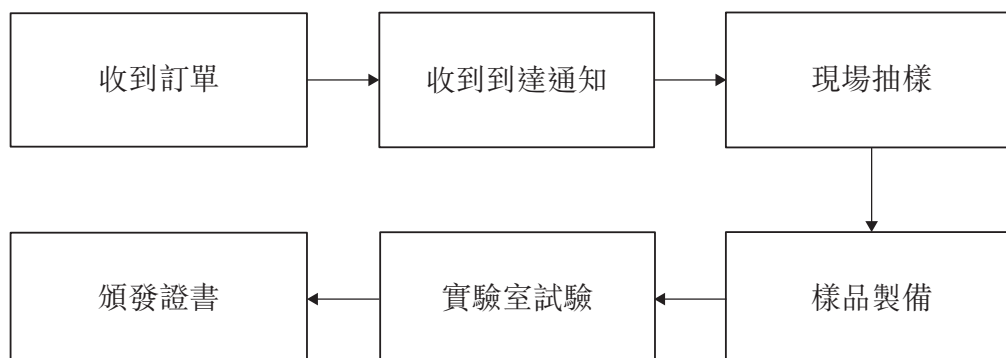 收到訂單
收到到達通知
現場抽樣
樣品製備
實驗室試驗
頒發證書